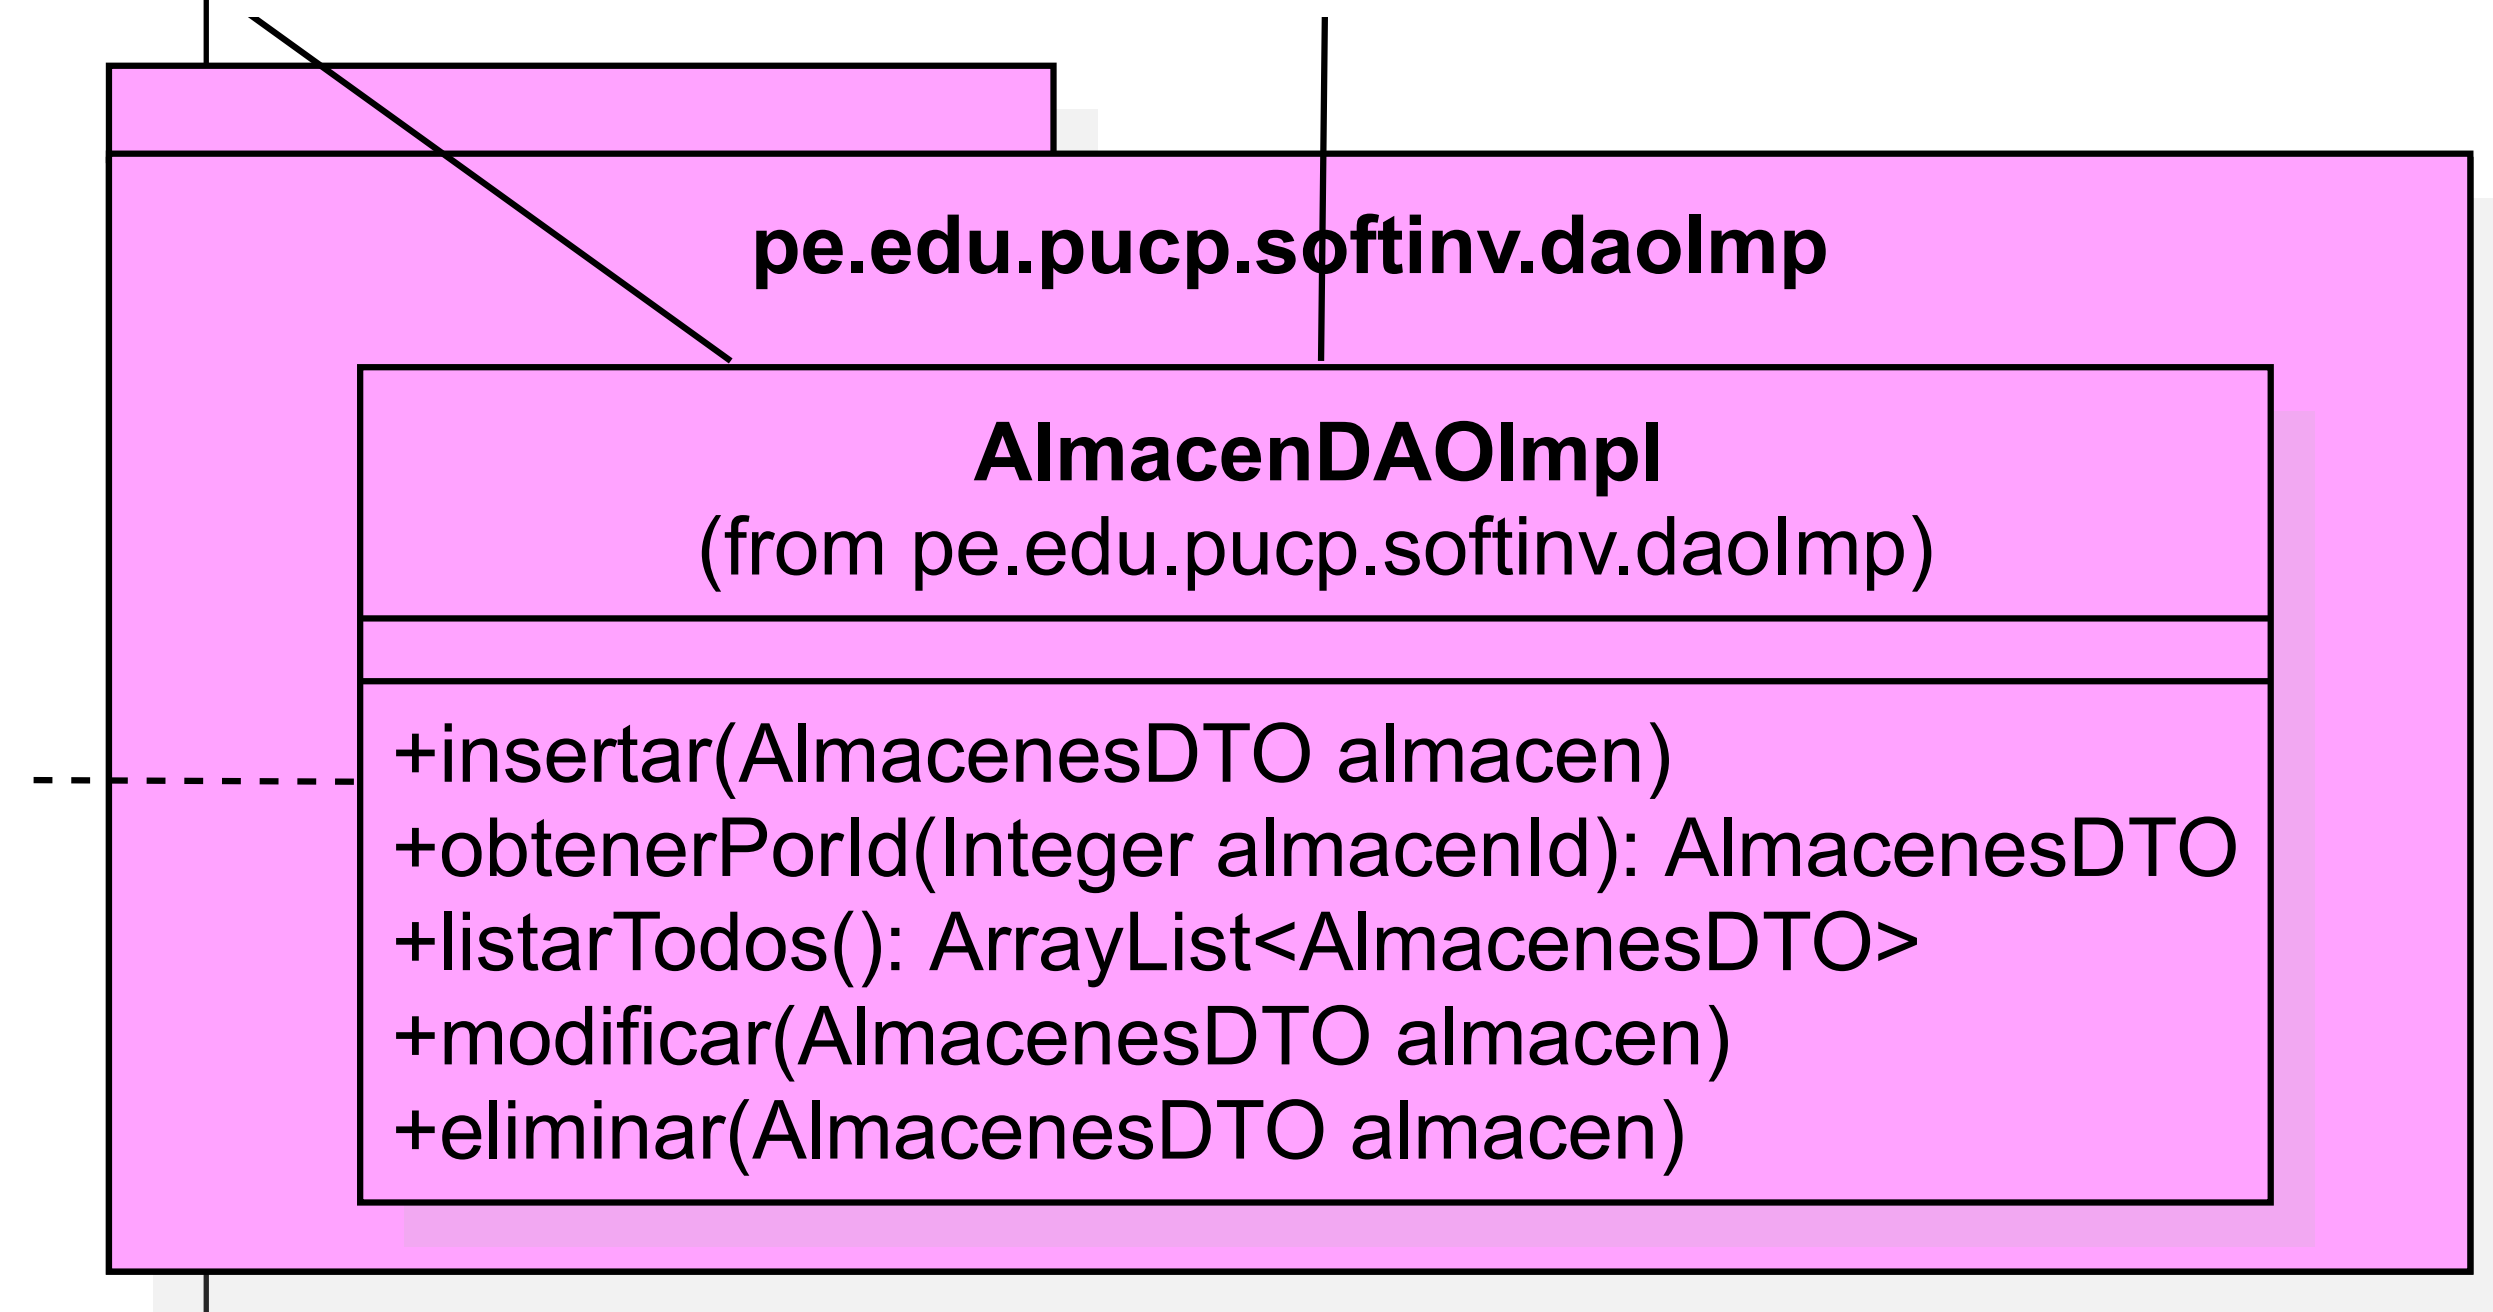 pe.edu.pucp.softinv.daoImp
AlmacenDAOImpl
(from pe.edu.pucp.softinv.daoImp)
+insertar(AlmacenesDTO almacen)
+obtenerPorId(Integer almacenId): AlmacenesDTO
+listarTodos(): ArrayList<AlmacenesDTO>
+modificar(AlmacenesDTO almacen)
+eliminar(AlmacenesDTO almacen)